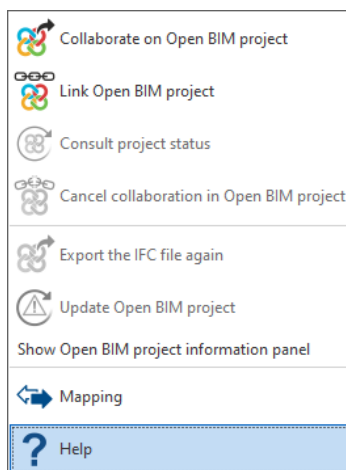 Collaborate on Open BIM project
Link Open BIM project
Consult project status
Cancel collaboration in Open BIM project
Export the IFC file again
Update Open BIM project
Show Open BIM project information panel
Mapping
Help